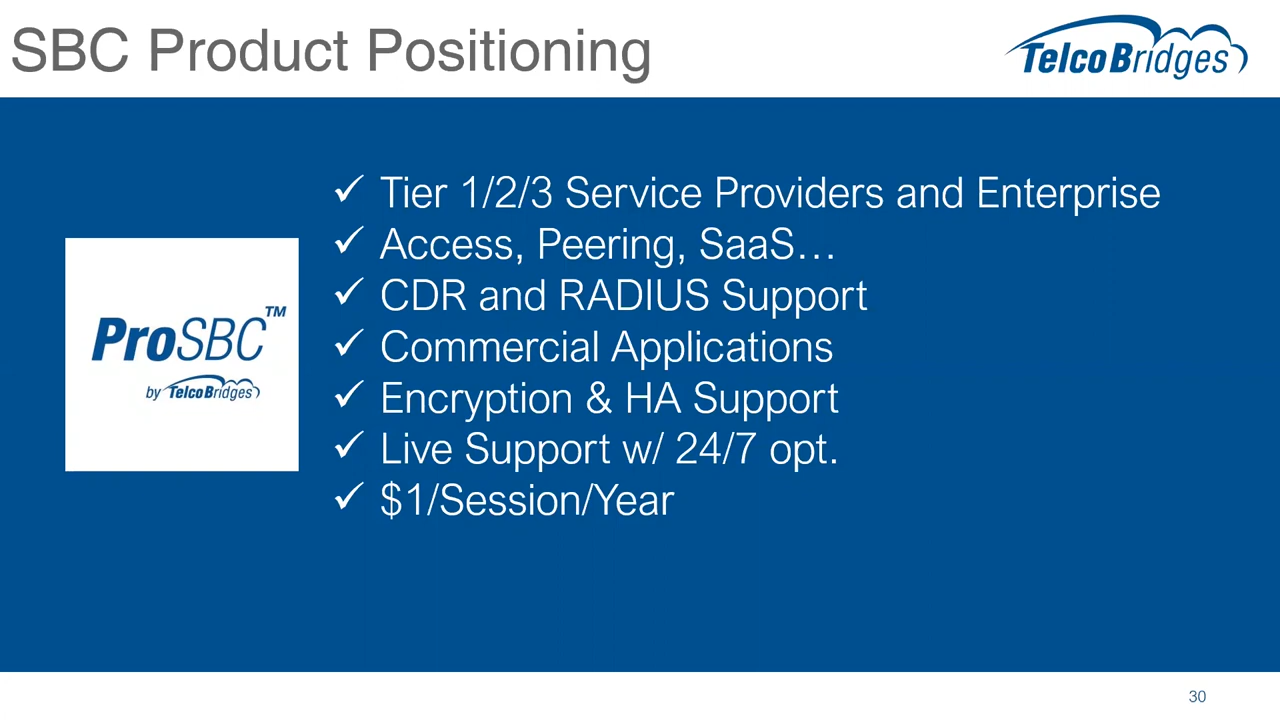 SBC Product Positioning
TelcoBridges
✓ Tier 1/2/3 Service Providers and Enterprise
✓ Access, Peering, SaaS…
✓ CDR and RADIUS Support
✓ Commercial Applications
✓ Encryption & HA Support
✓ Live Support w/ 24/7 opt.
✓ $1/Session/Year
ProSBC™
by TelcoBridges
30